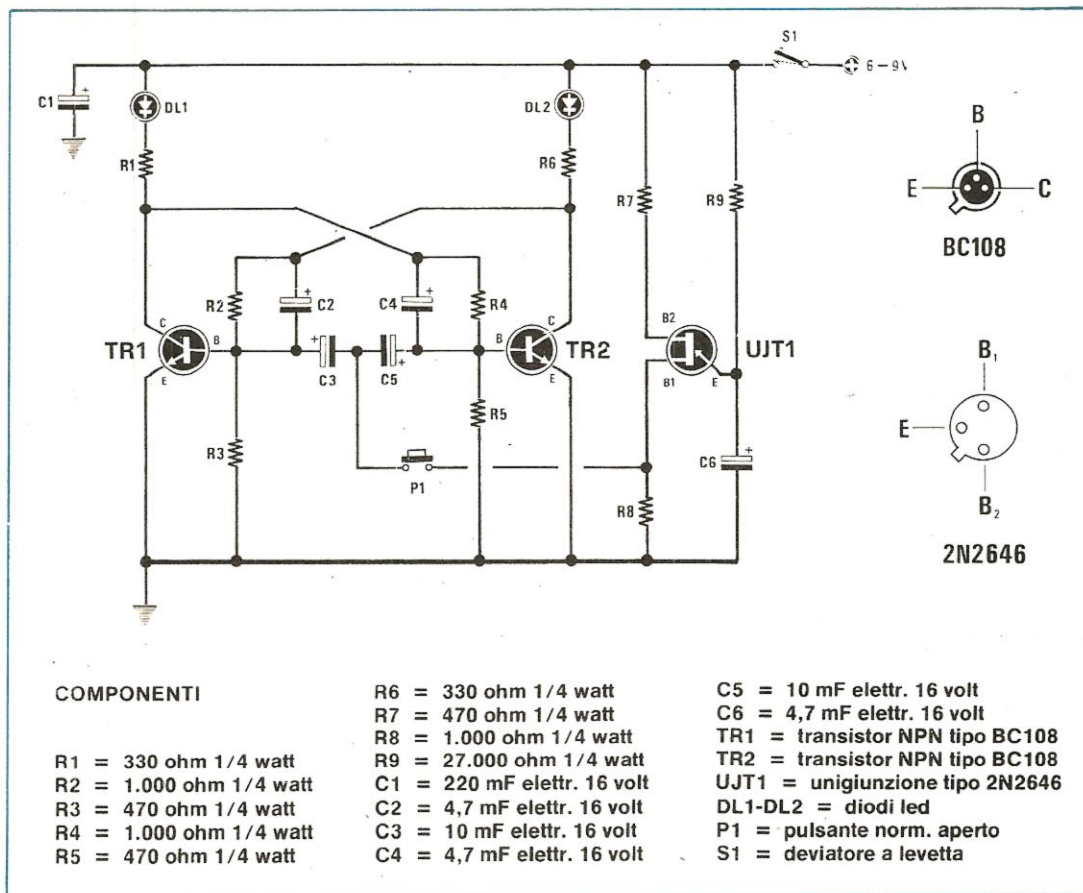 S1
6-9V
C1
+
DL1
DL2
R1
R6
R7
R9
B
E
C
BC108
R2
C2
+
C4
+
R4
TR1
C
B
E
+
C3
C5
+
B
C
E
TR2
B2
B1
E
UJT1
R3
R5
P1
R8
C6
+
B1
E
B2
2N2646
COMPONENTI
R1 = 330 ohm 1/4 watt
R2 = 1.000 ohm 1/4 watt
R3 = 470 ohm 1/4 watt
R4 = 1.000 ohm 1/4 watt
R5 = 470 ohm 1/4 watt
R6 = 330 ohm 1/4 watt
R7 = 470 ohm 1/4 watt
R8 = 1.000 ohm 1/4 watt
R9 = 27.000 ohm 1/4 watt
C1 = 220 mF elettr. 16 volt
C2 = 4,7 mF elettr. 16 volt
C3 = 10 mF elettr. 16 volt
C4 = 4,7 mF elettr. 16 volt
C5 = 10 mF elettr. 16 volt
C6 = 4,7 mF elettr. 16 volt
TR1 = transistor NPN tipo BC108
TR2 = transistor NPN tipo BC108
UJT1 = unigiunzione tipo 2N2646
DL1-DL2 = diodi led
P1 = pulsante norm. aperto
S1 = deviatore a levetta